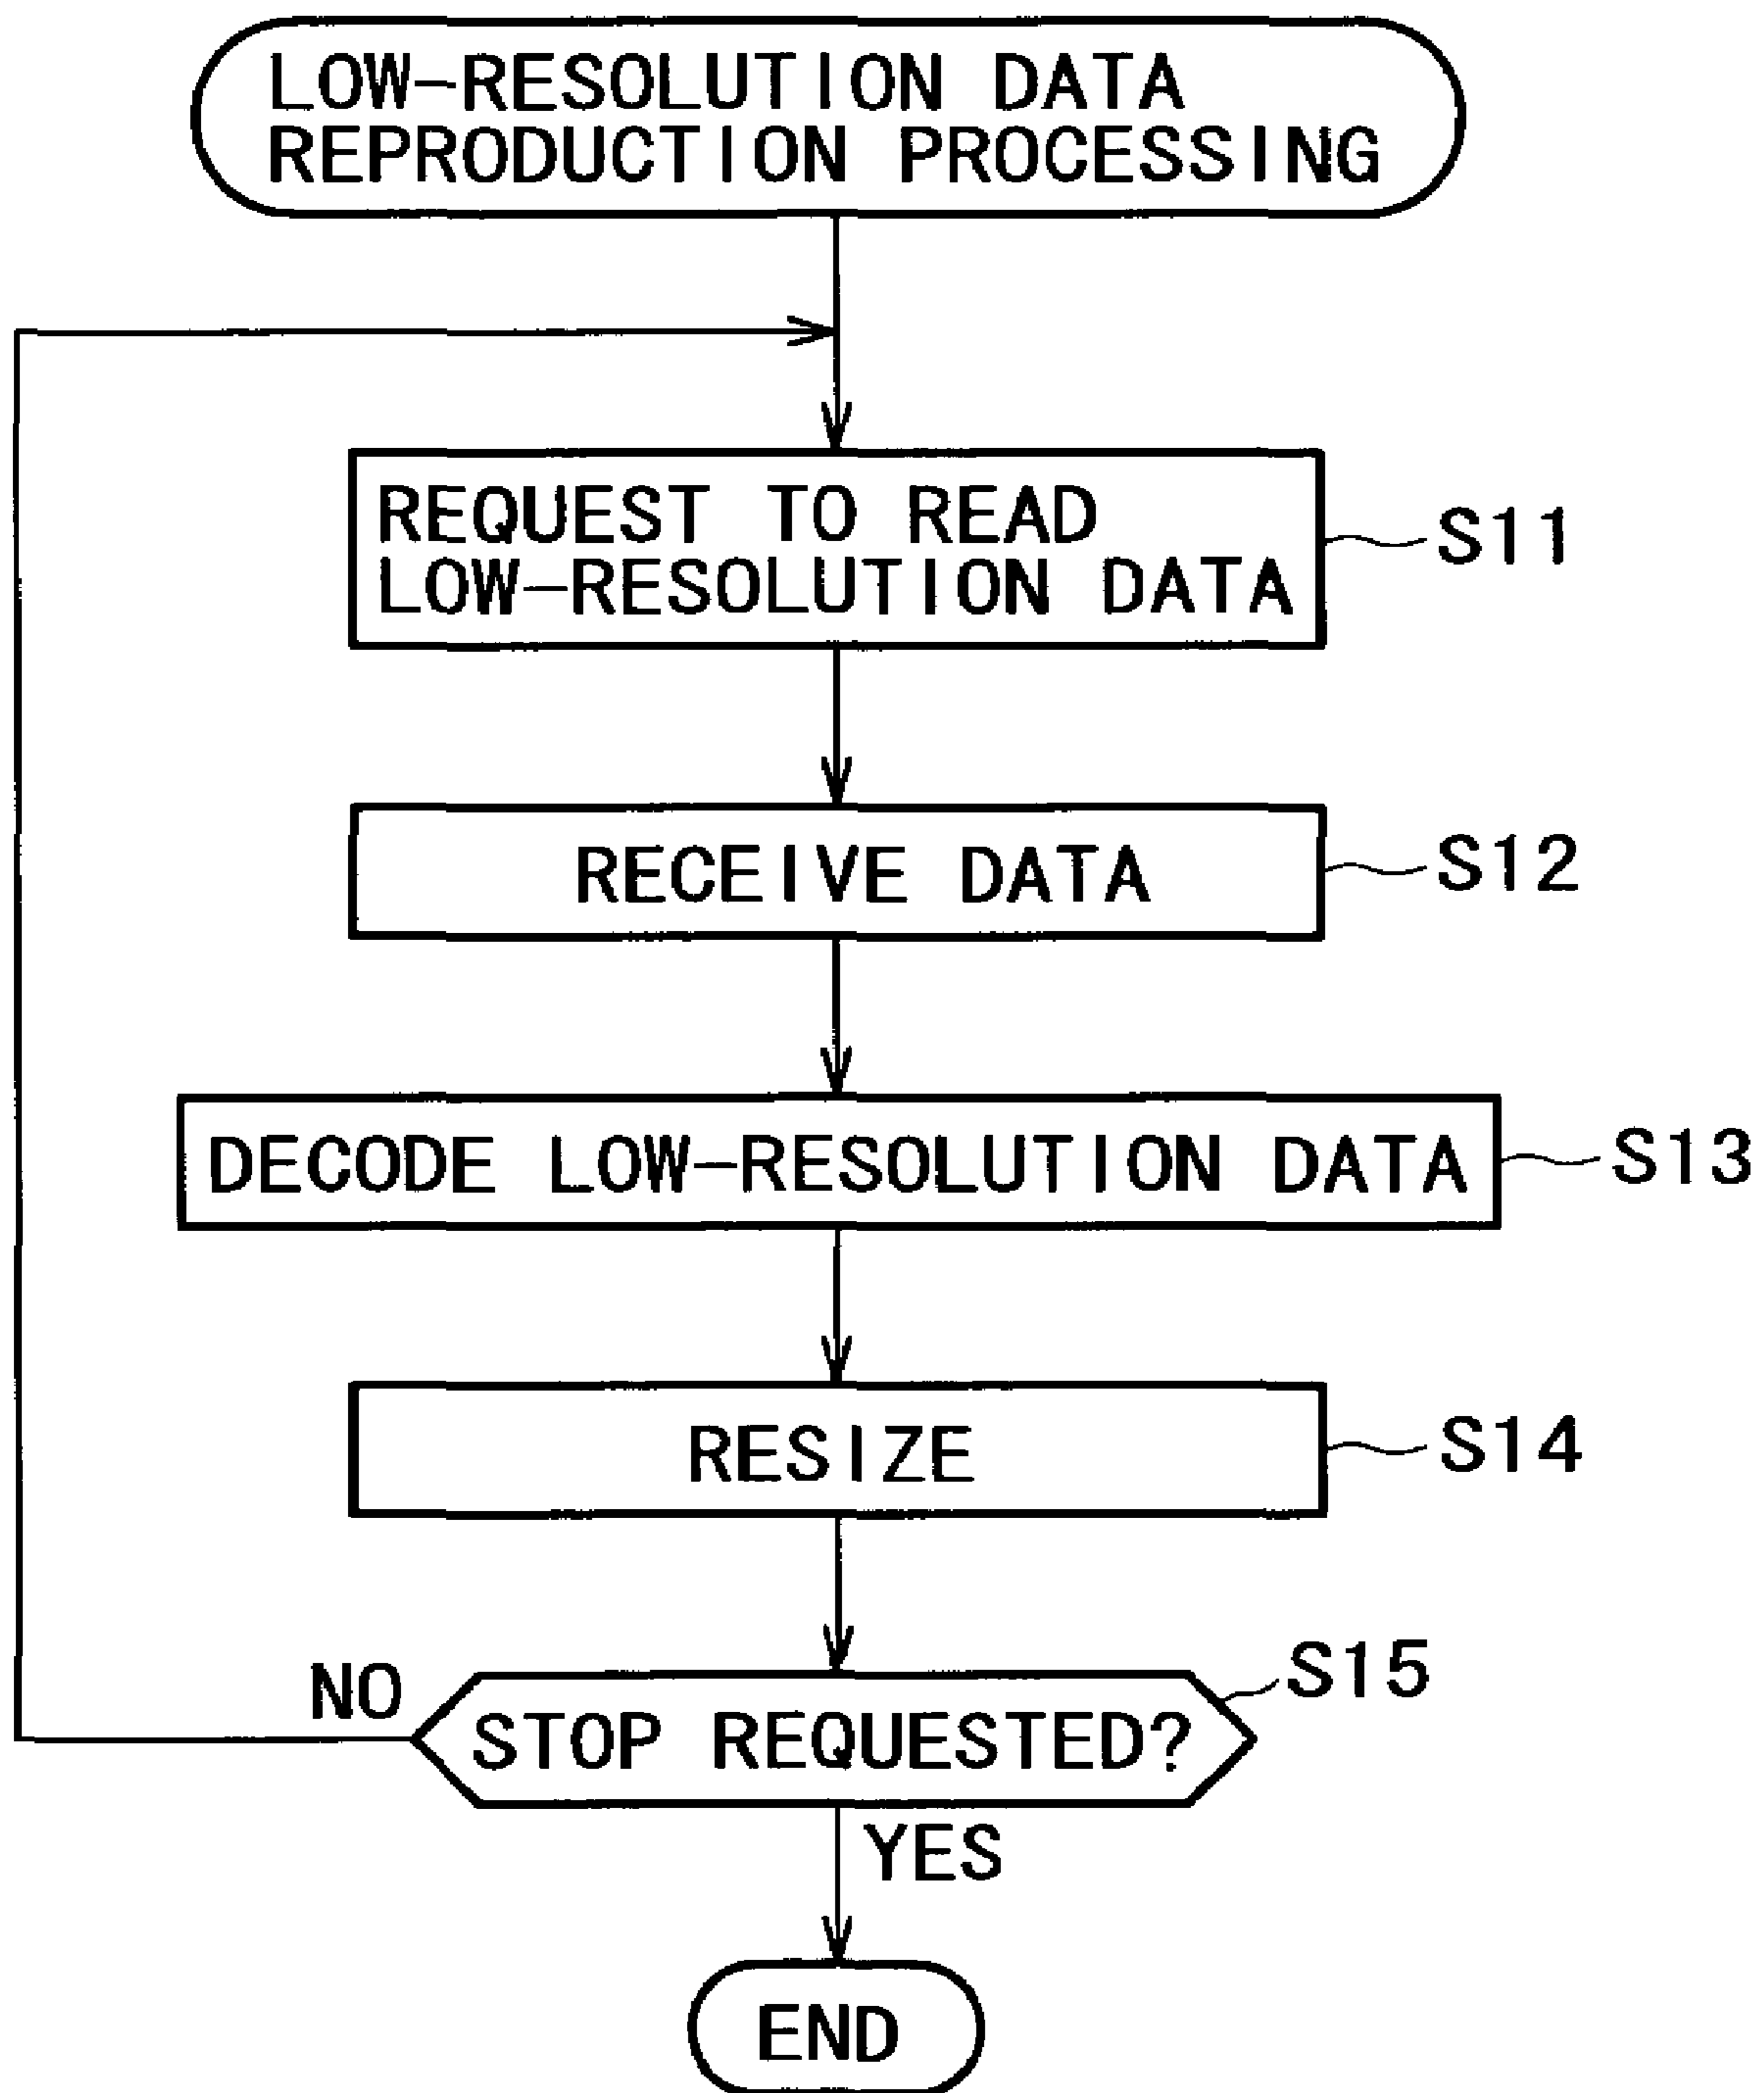 LOW-RESOLUTION DATA
REPRODUCTION PROCESSING
REQUEST TO READ
LOW-RESOLUTION DATA
S11
RECEIVE DATA
S12
DECODE LOW-RESOLUTION DATA
S13
RESIZE
S14
NO
STOP REQUESTED?
S15
YES
END